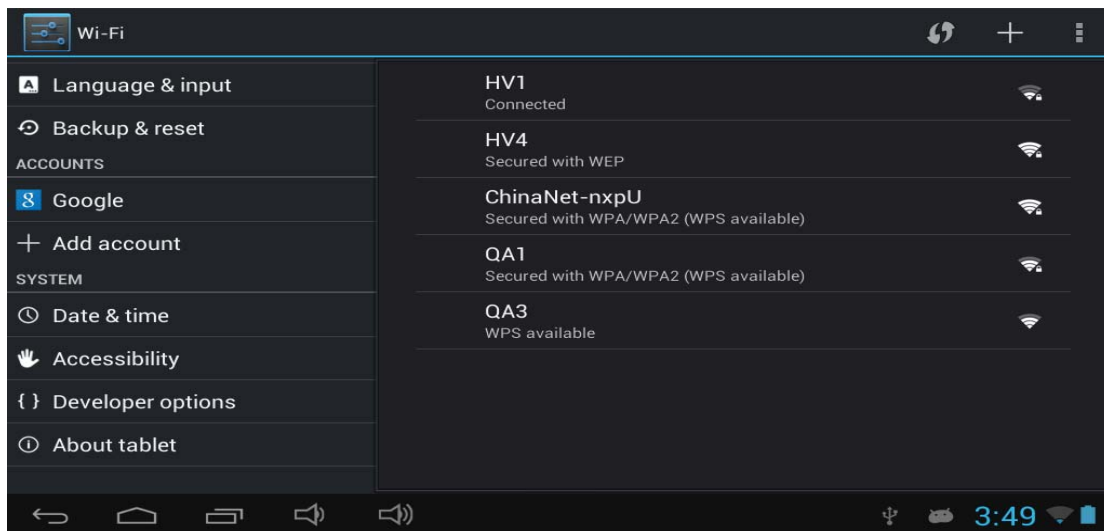 Wi-Fi
Language & input
Backup & reset
ACCOUNTS
Google
Add account
SYSTEM
Date & time
Accessibility
{ } Developer options
About tablet
HV1
Connected
HV4
Secured with WEP
ChinaNet-nxpU
Secured with WPA/WPA2 (WPS available)
QA1
Secured with WPA/WPA2 (WPS available)
QA3
WPS available
3:49